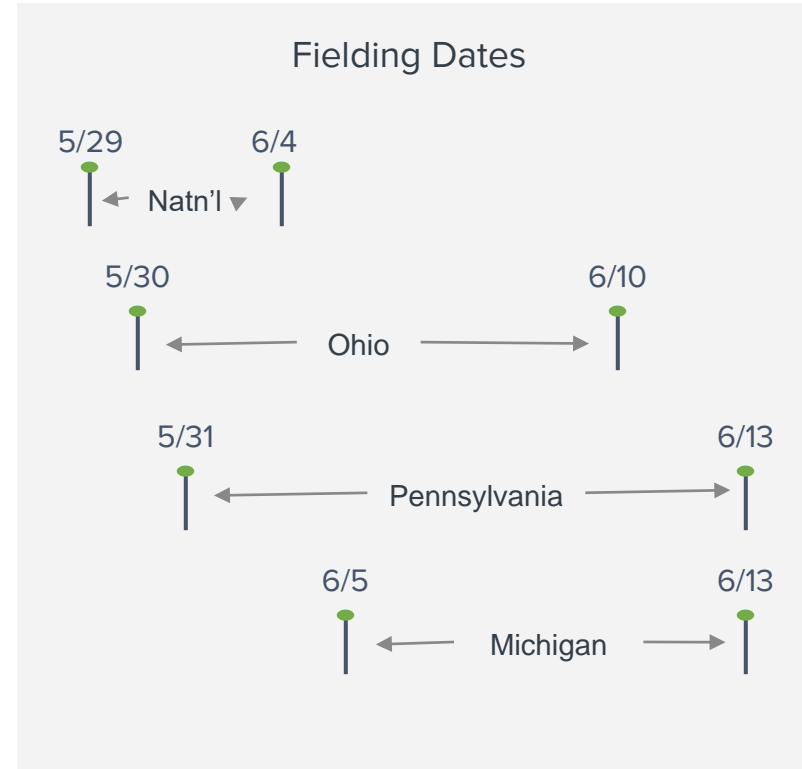 Fielding Dates
5/29 6/4
Natn'l
5/30 6/10
Ohio
5/31 6/13
Pennsylvania
6/5 6/13
Michigan